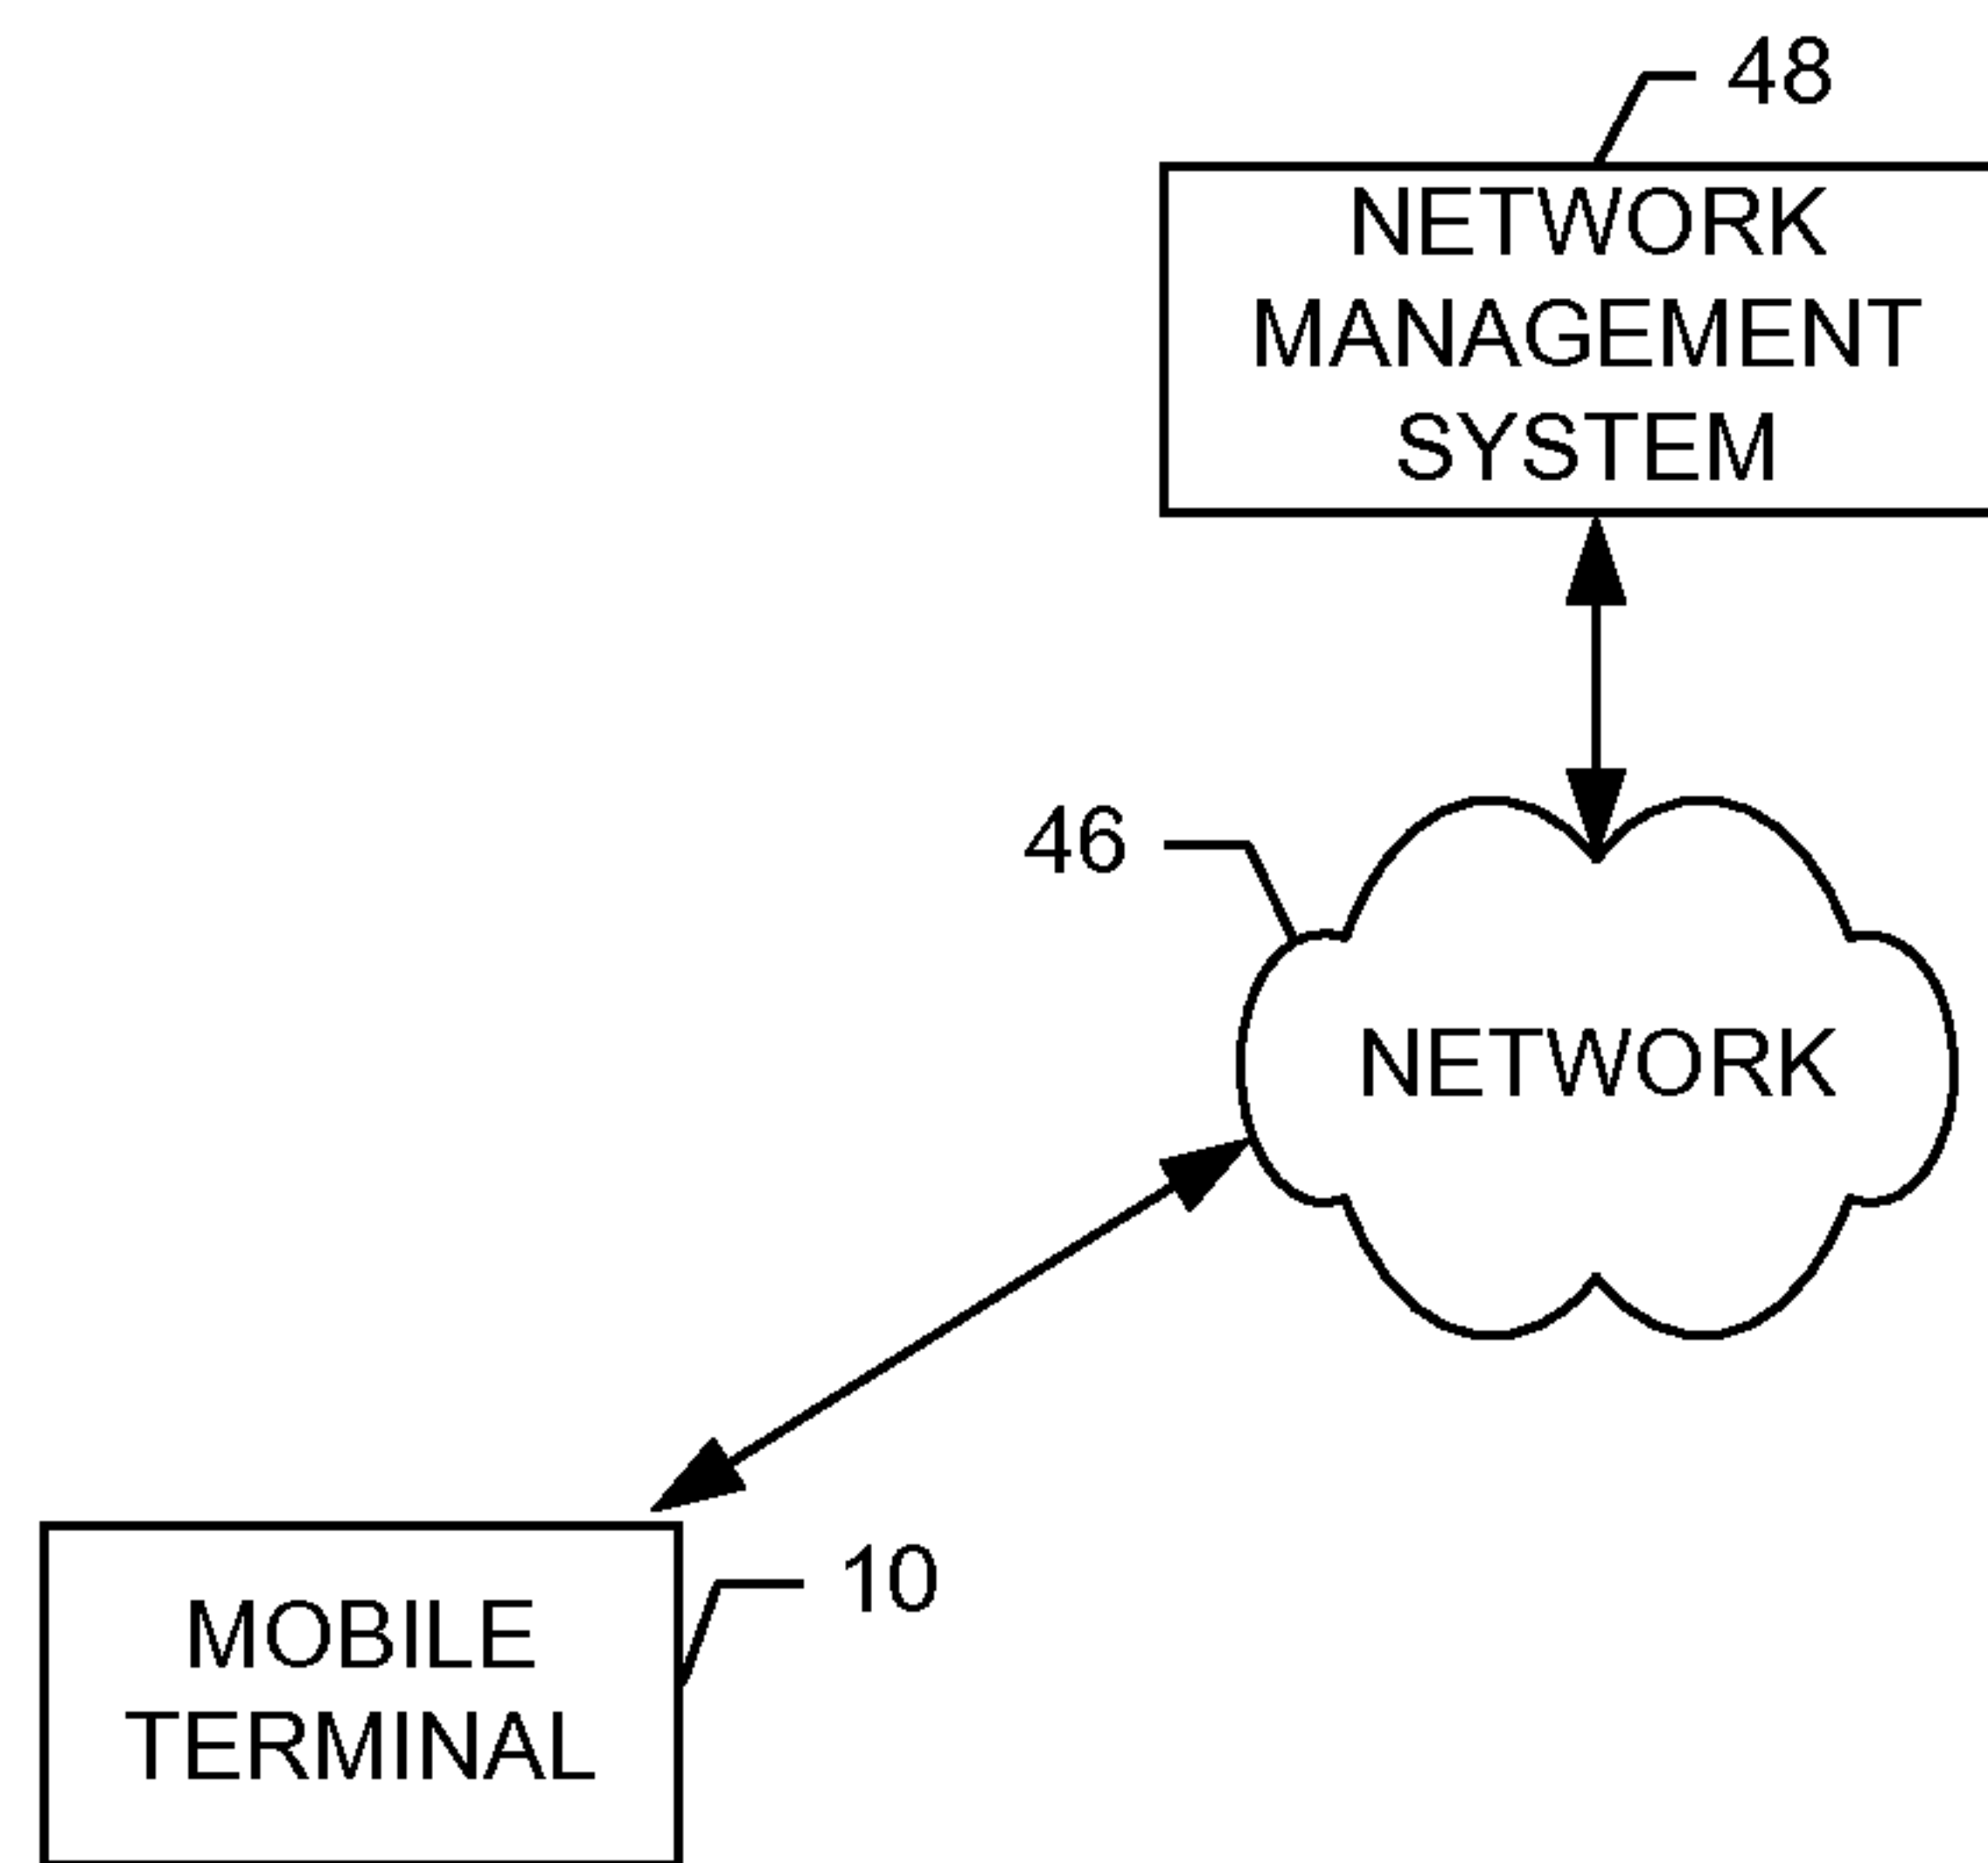 48
NETWORK
MANAGEMENT
SYSTEM
46
NETWORK
10
MOBILE
TERMINAL